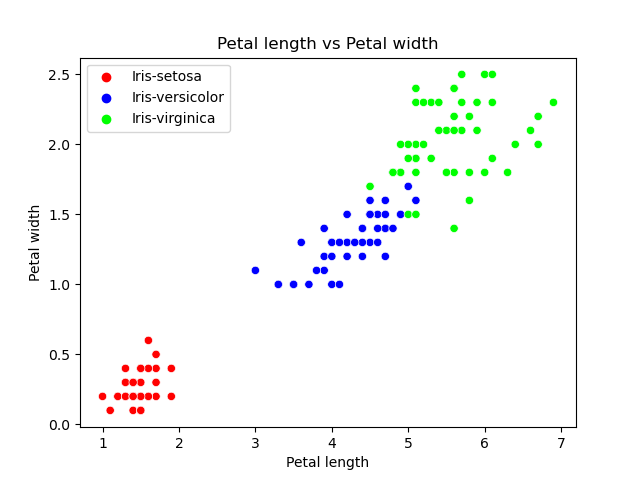 Petal length vs Petal width
Iris-setosa
Iris-versicolor
Iris-virginica
2.5
2.0
1.5
1.0
0.5
0.0
Petal width
1 2 3 4 5 6 7
Petal length